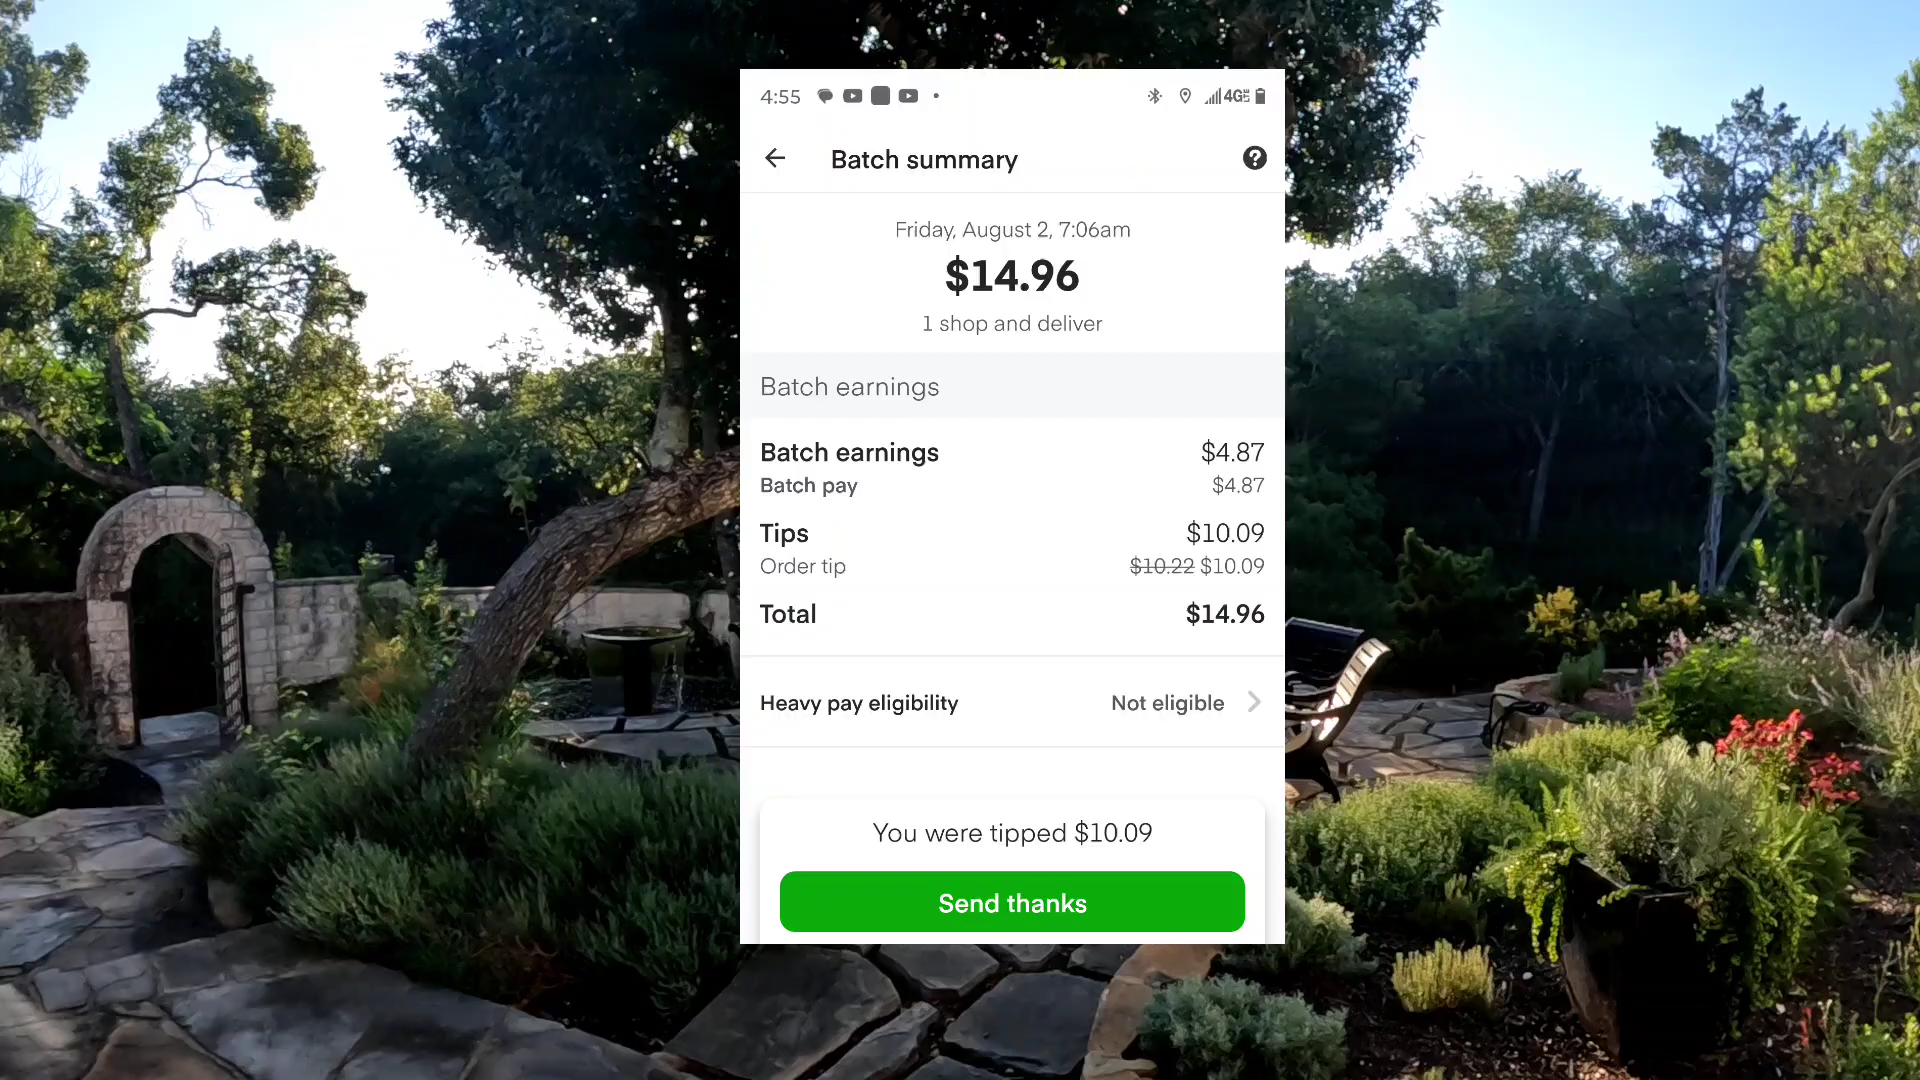 4:55 4G
Batch summary
Friday, August 2, 7:06am
$14.96
1 shop and deliver
Batch earnings
Batch earnings $4.87
Batch pay $4.87
Tips $10.09
Order tip $10.22 $10.09
Total $14.96
Heavy pay eligibility Not eligible
You were tipped $10.09
Send thanks